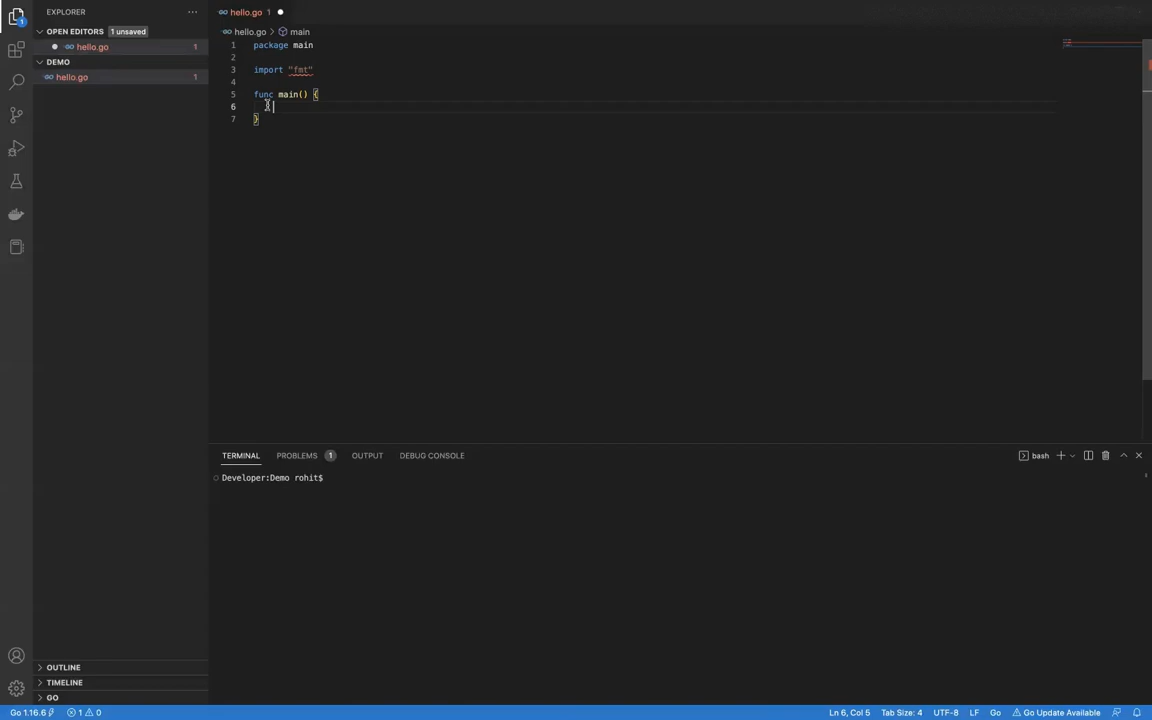 EXPLORER
OPEN EDITORS 1 unsaved
hello.go 1
DEMO
hello.go 1
OUTLINE
TIMELINE
GO
hello.go 1
hello.go > main
1 package main
2
3 import "fmt"
4
5 func main() {
6
7 }
TERMINAL PROBLEMS 1 OUTPUT DEBUG CONSOLE
bash
Developer:Demo rohit$
1
Go 1.16.6 1 0
Ln 6, Col 5 Tab Size: 4 UTF-8 LF Go Go Update Available